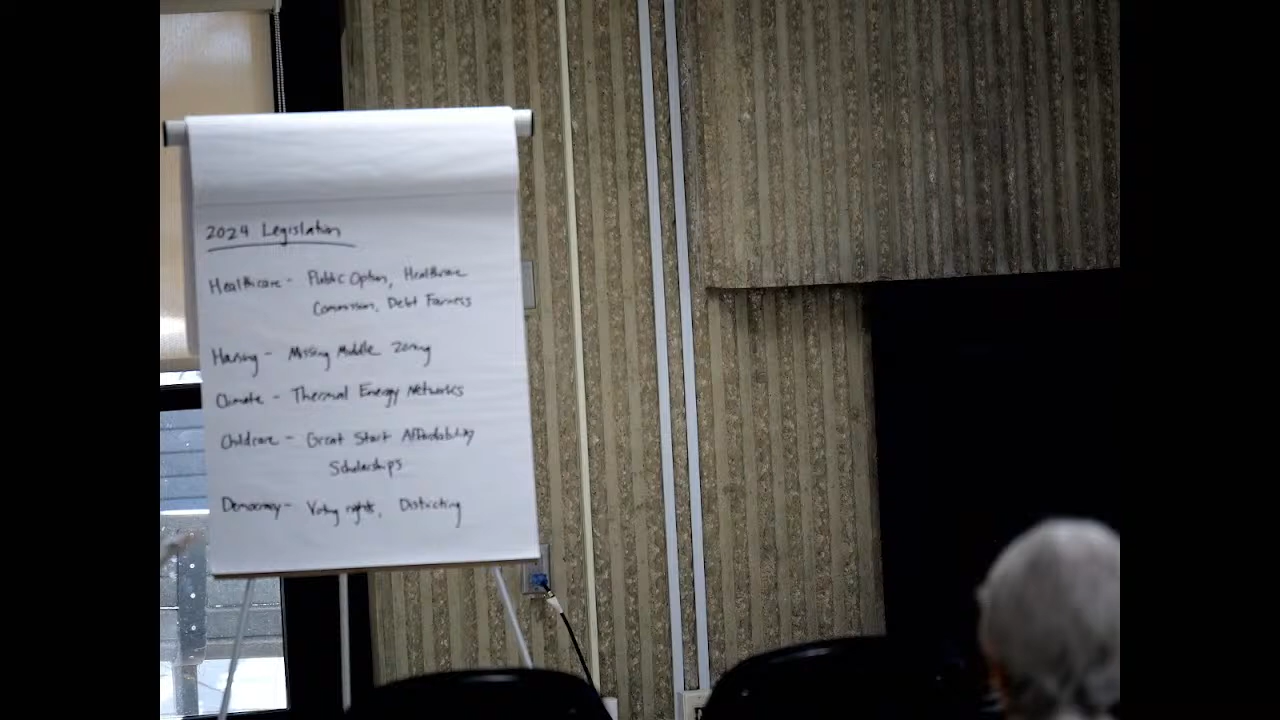 2024 Legislation
Healthcare - Public Option, Healthcare
Commission, Debt Fairness
Housing - Missing Middle Zoning
Climate - Thermal Energy Networks
Childcare - Great Start Affordability
Scholarships
Democracy - Voting rights, Districting